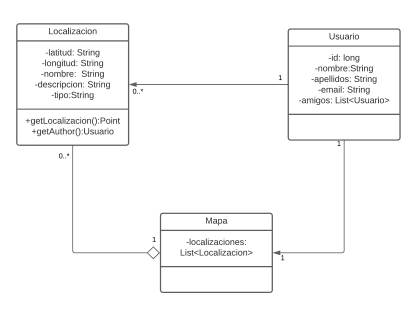 Localizacion
-latitud: String
-longitud: String
-nombre:  String
-descripcion: String
-tipo:String
+getLocalizacion():Point
+getAuthor():Usuario
Usuario
-id: long
-nombre:String
-apellidos: String
-email: String
-amigos: List<Usuario>
1
0..*
0..*
1
Mapa
-localizaciones:
List<Localizacion>
1
1